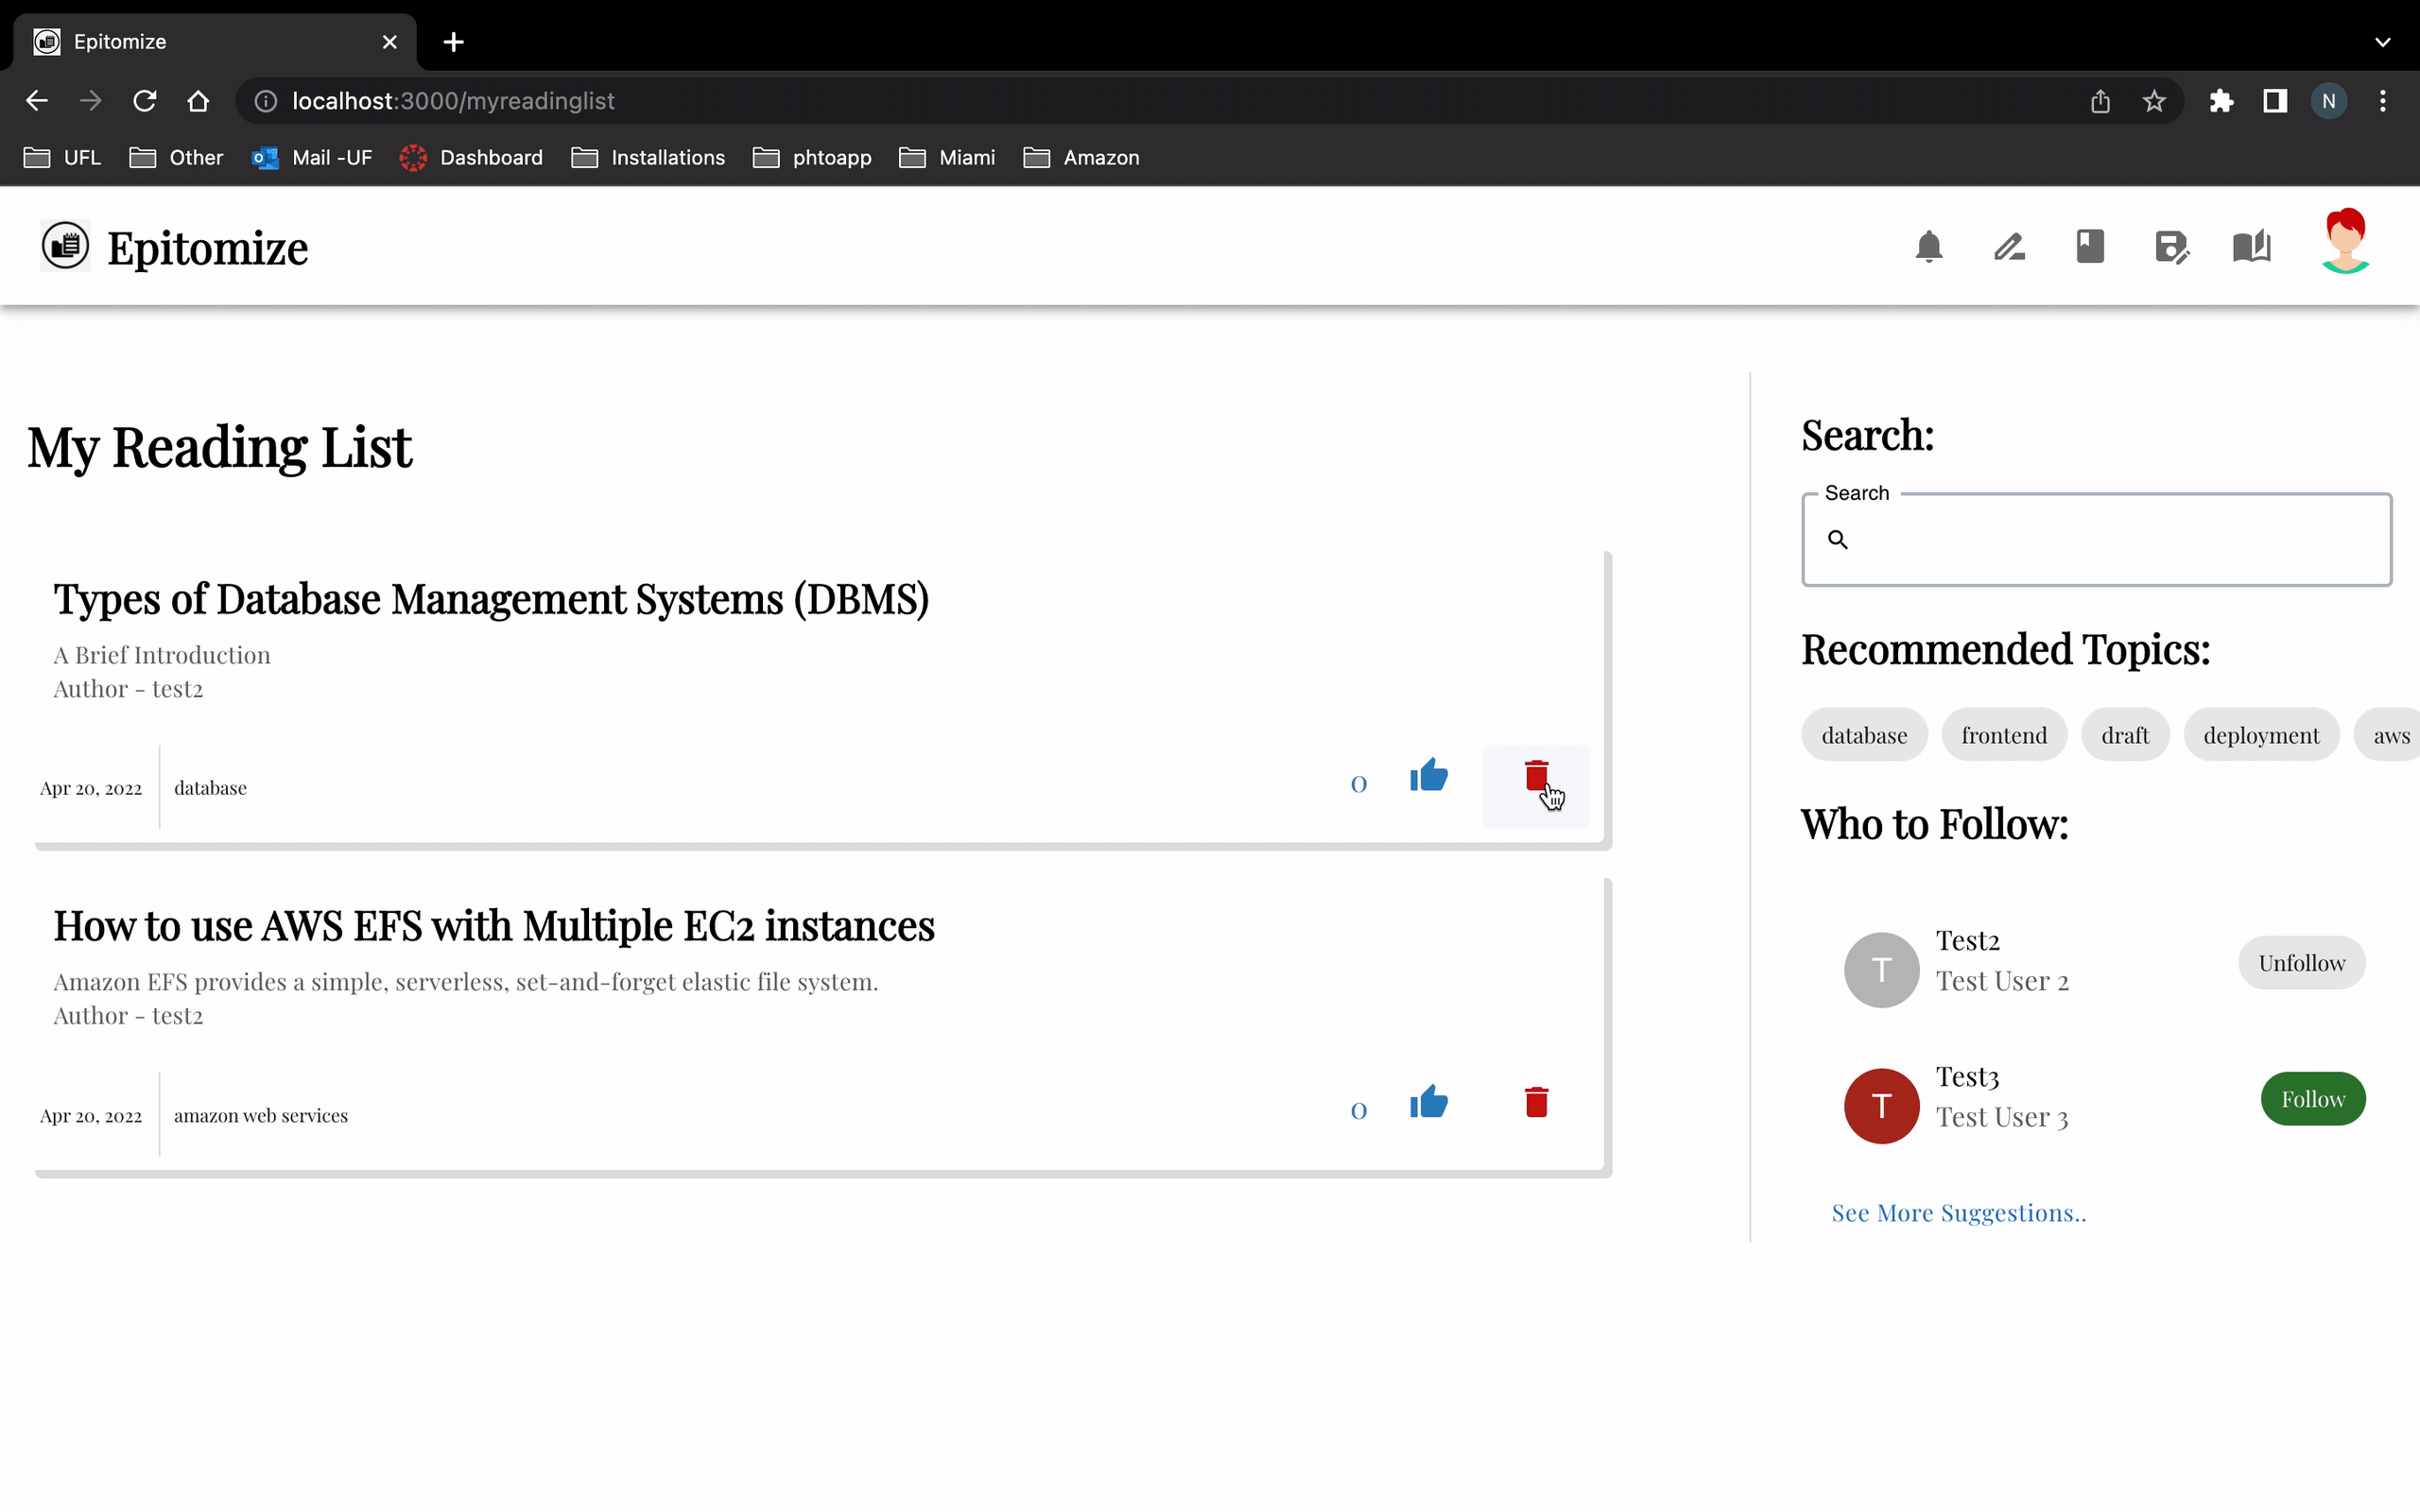 Epitomize
localhost:3000/myreadinglist
N
UFL Other Mail -UF Dashboard Installations phtoapp Miami Amazon
Epitomize
My Reading List
Types of Database Management Systems (DBMS)
A Brief Introduction
Author - test2
Apr 20, 2022 database 0
How to use AWS EFS with Multiple EC2 instances
Amazon EFS provides a simple, serverless, set-and-forget elastic file system.
Author - test2
Apr 20, 2022 amazon web services 0
Search:
Search
Recommended Topics:
database frontend draft deployment aws
Who to Follow:
T Test2
Test User 2
Unfollow
T Test3
Test User 3
Follow
See More Suggestions..